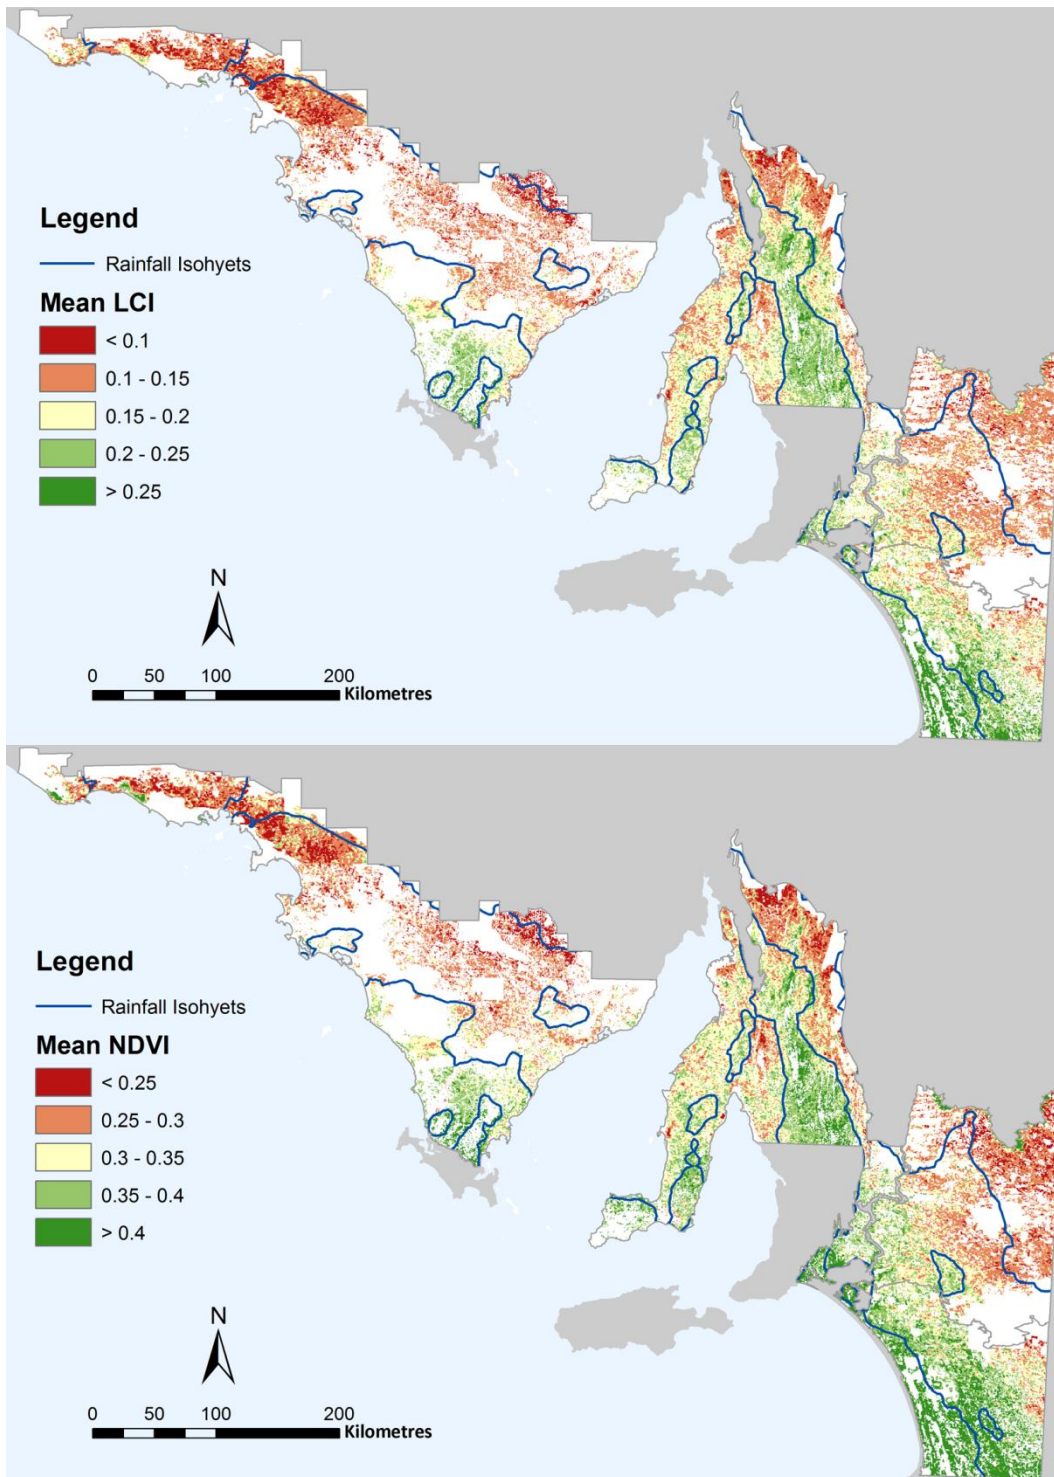 Legend
Rainfall Isohyets
Mean LCI
< 0.1
0.1 - 0.15
0.15 - 0.2
0.2 - 0.25
> 0.25
N
0 50 100 200
Kilometres
Legend
Rainfall Isohyets
Mean NDVI
< 0.25
0.25 - 0.3
0.3 - 0.35
0.35 - 0.4
> 0.4
N
0 50 100 200
Kilometres